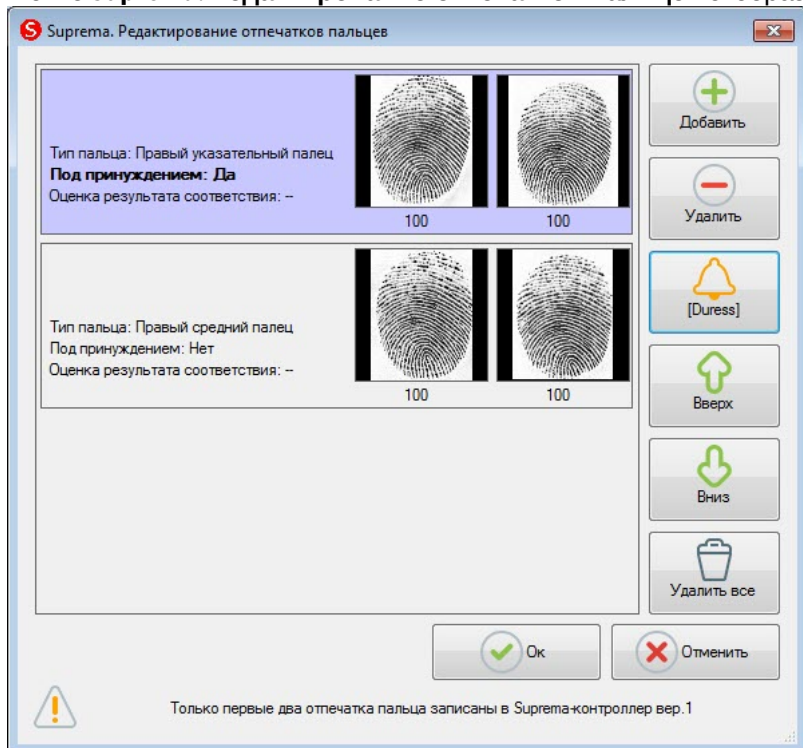 Suprema. Редактирование отпечатков пальцев
Тип пальца: Правый указательный палец
Под принуждением: Да
Оценка результата соответствия: --
100 100
Тип пальца: Правый средний палец
Под принуждением: Нет
Оценка результата соответствия: --
100 100
Добавить
Удалить
[Duress]
Вверх
Вниз
Удалить все
Ок
Отменить
Только первые два отпечатка пальца записаны в Suprema-контроллер вер.1